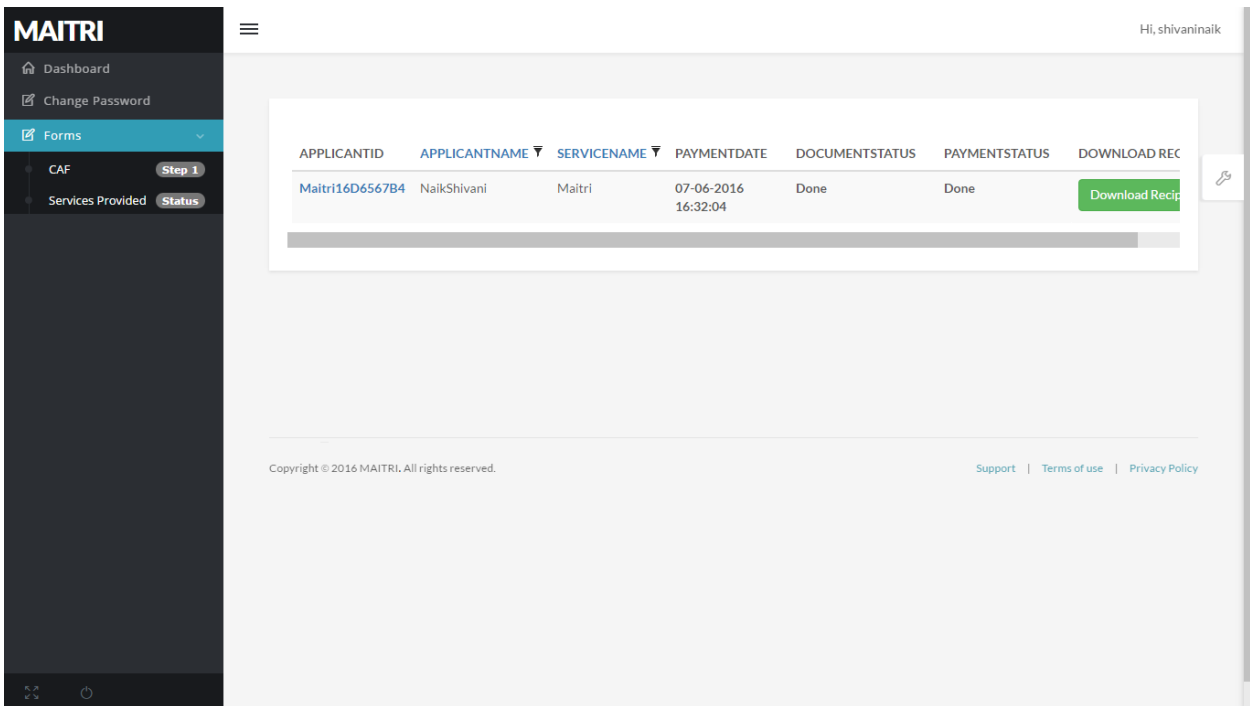 MAITRI
Hi, shivaninaik
Dashboard
Change Password
Forms
CAF Step 1
Services Provided Status
APPLICANTID APPLICANTNAME SERVICENAME PAYMENTDATE DOCUMENTSTATUS PAYMENTSTATUS DOWNLOAD REC
Maitri16D6567B4 NaikShivani Maitri 07-06-2016 Done Done Download Recip
16:32:04
Copyright © 2016 MAITRI. All rights reserved. Support | Terms of use | Privacy Policy